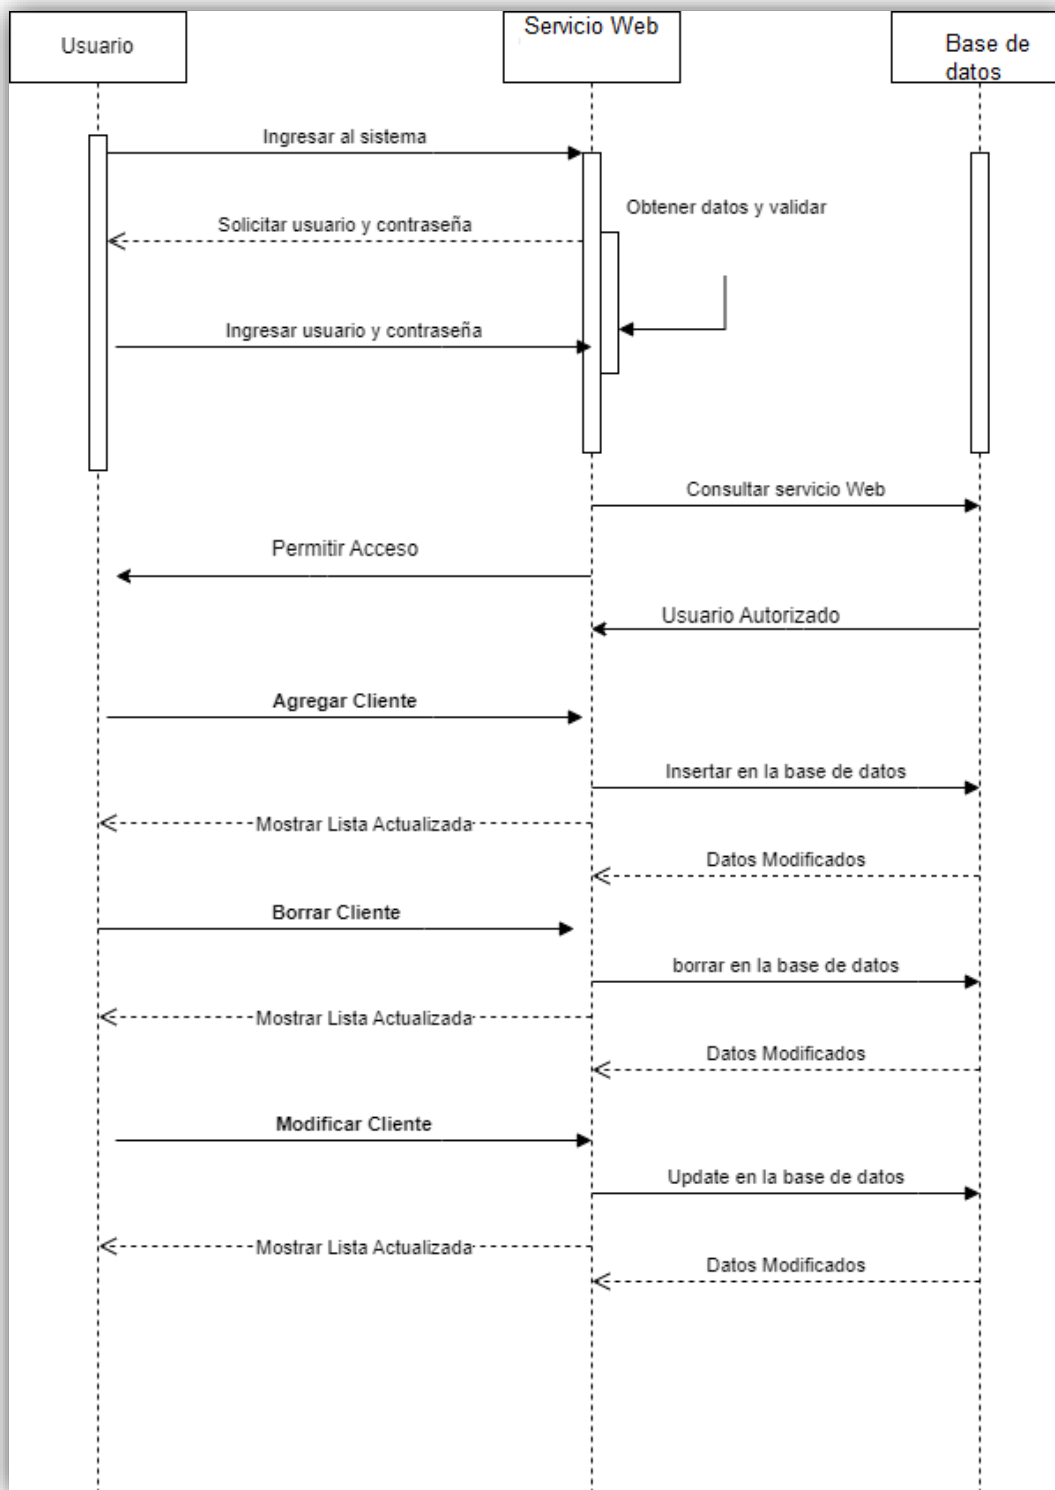 Usuario
Servicio Web
Base de
datos
Ingresar al sistema
Obtener datos y validar
Solicitar usuario y contraseña
Ingresar usuario y contraseña
Consultar servicio Web
Permitir Acceso
Usuario Autorizado
Agregar Cliente
Insertar en la base de datos
Mostrar Lista Actualizada
Datos Modificados
Borrar Cliente
borrar en la base de datos
Mostrar Lista Actualizada
Datos Modificados
Modificar Cliente
Update en la base de datos
Mostrar Lista Actualizada
Datos Modificados